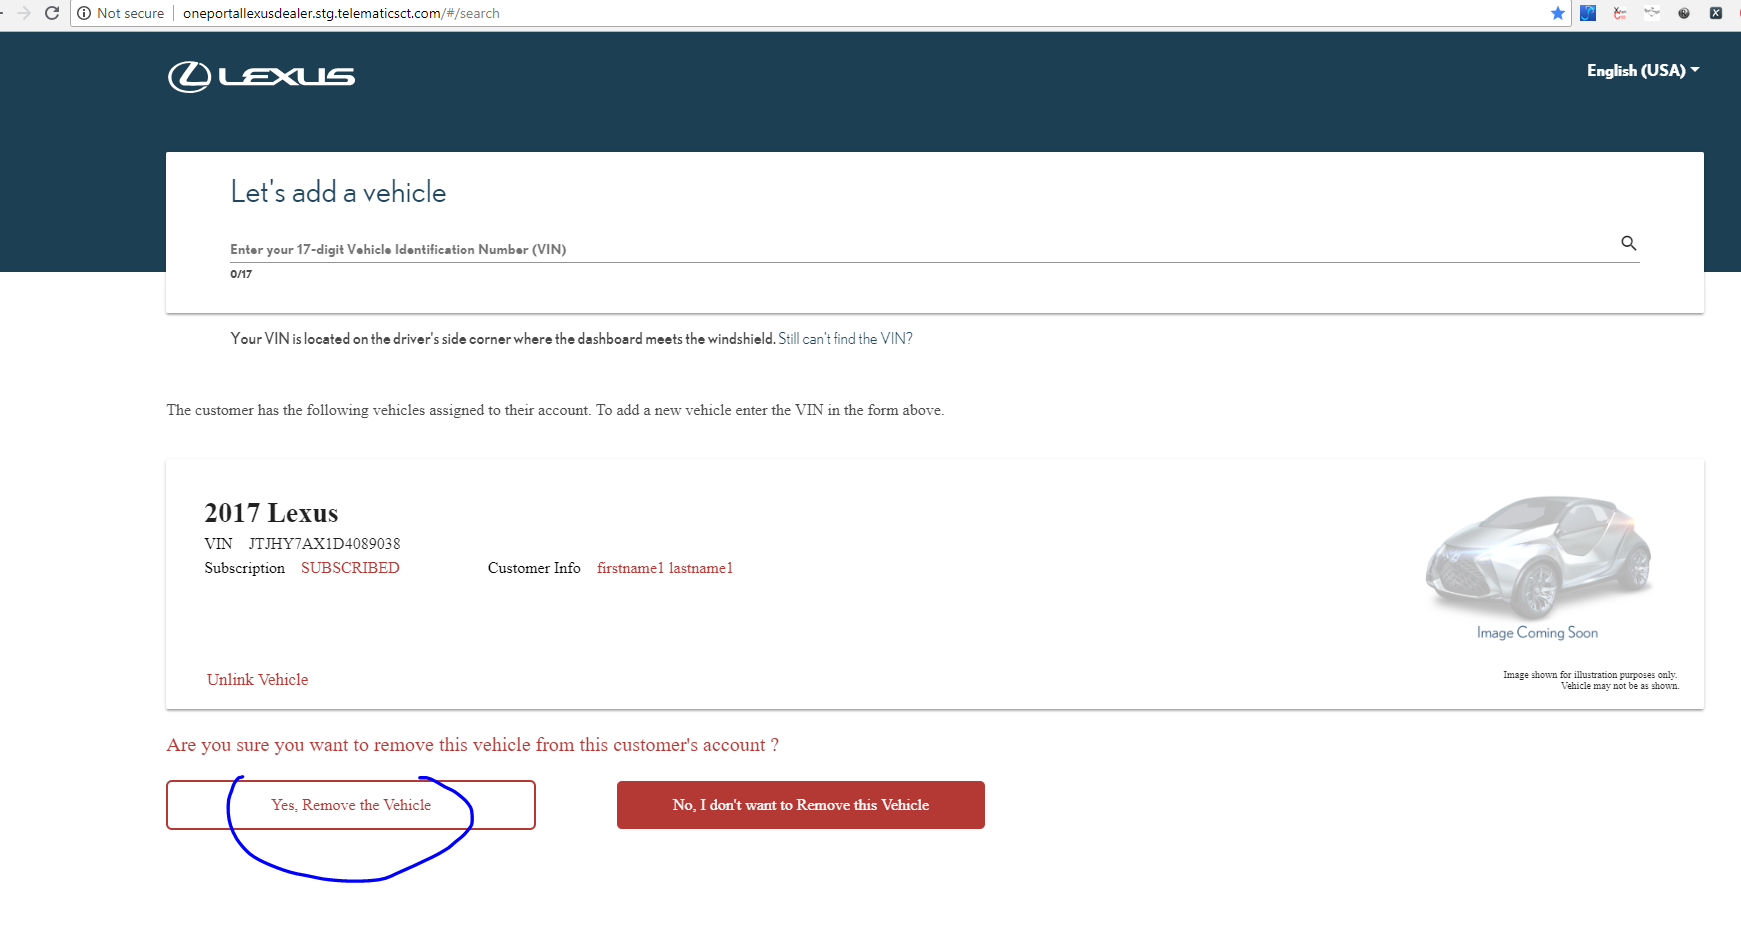 Not secure | oneportallexusdealer.stg.telematicsct.com/#/search
LEXUS
English (USA)
Let's add a vehicle
Enter your 17-digit Vehicle Identification Number (VIN)
0/17
Your VIN is located on the driver's side corner where the dashboard meets the windshield. Still can't find the VIN?
The customer has the following vehicles assigned to their account. To add a new vehicle enter the VIN in the form above.
2017 Lexus
VIN JTJHY7AX1D4089038
Subscription SUBSCRIBED Customer Info firstname1 lastname1
Image Coming Soon
Unlink Vehicle
Image shown for illustration purposes only.
Vehicle may not be as shown.
Are you sure you want to remove this vehicle from this customer's account ?
Yes, Remove the Vehicle No, I don't want to Remove this Vehicle